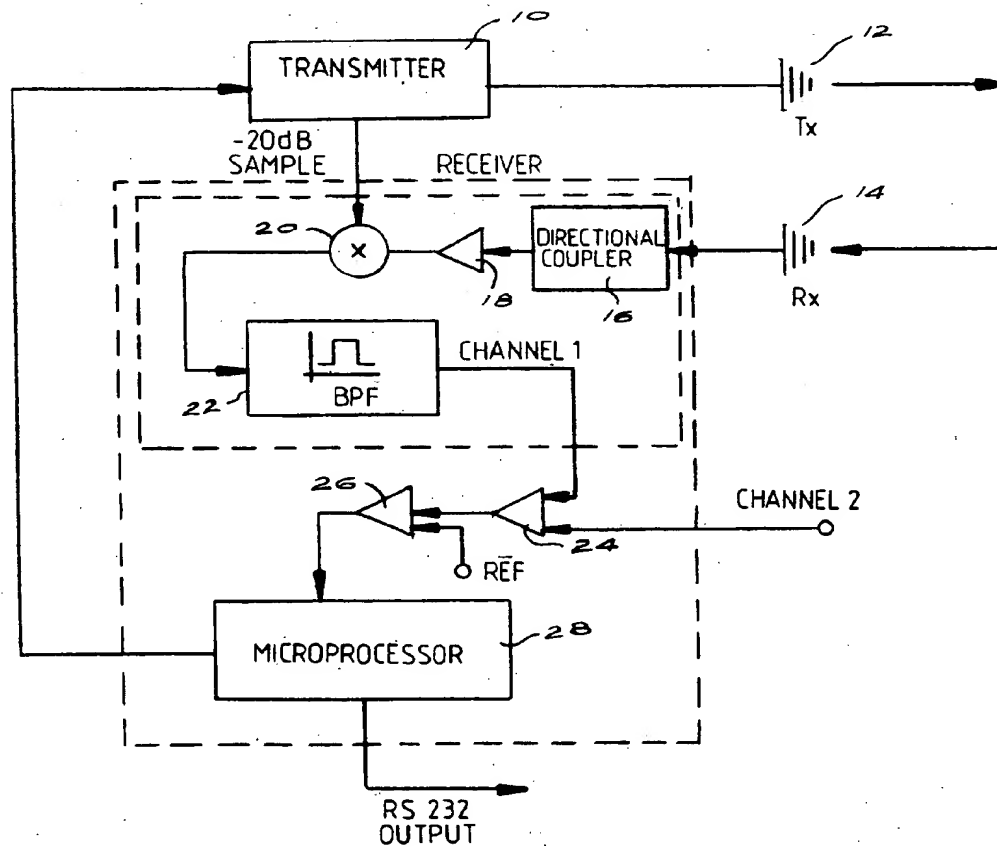 10
TRANSMITTER
12
Tx
-20dB
SAMPLE
RECEIVER
14
Rx
20
X
18
DIRECTIONAL
COUPLER
16
CHANNEL 1
22
BPF
26
24
CHANNEL 2
REF
MICROPROCESSOR
28
RS 232
OUTPUT